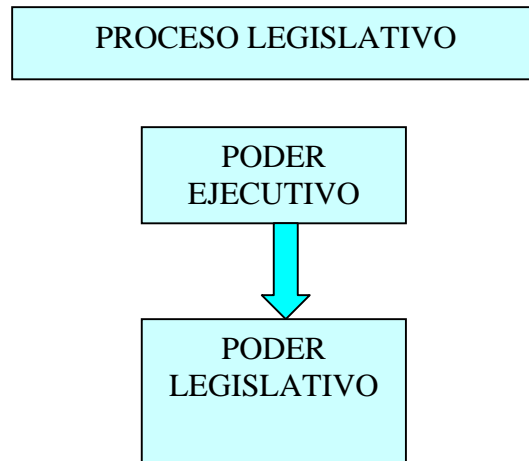 PROCESO LEGISLATIVO
PODER
EJECUTIVO
PODER
LEGISLATIVO